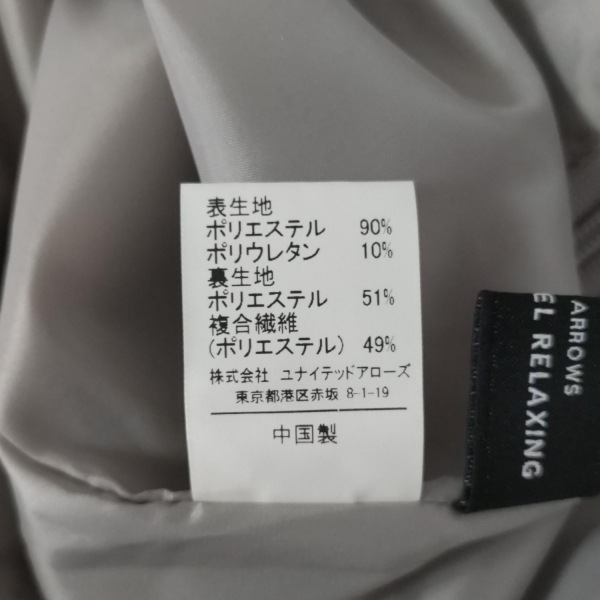 表生地
ポリエステル 90%
ポリウレタン 10%
裏生地
ポリエステル 51%
複合繊維
(ポリエステル) 49%
株式会社 ユナイテッドアローズ
東京都港区赤坂 8-1-19
中国製
ARROWS
EL RELAXING